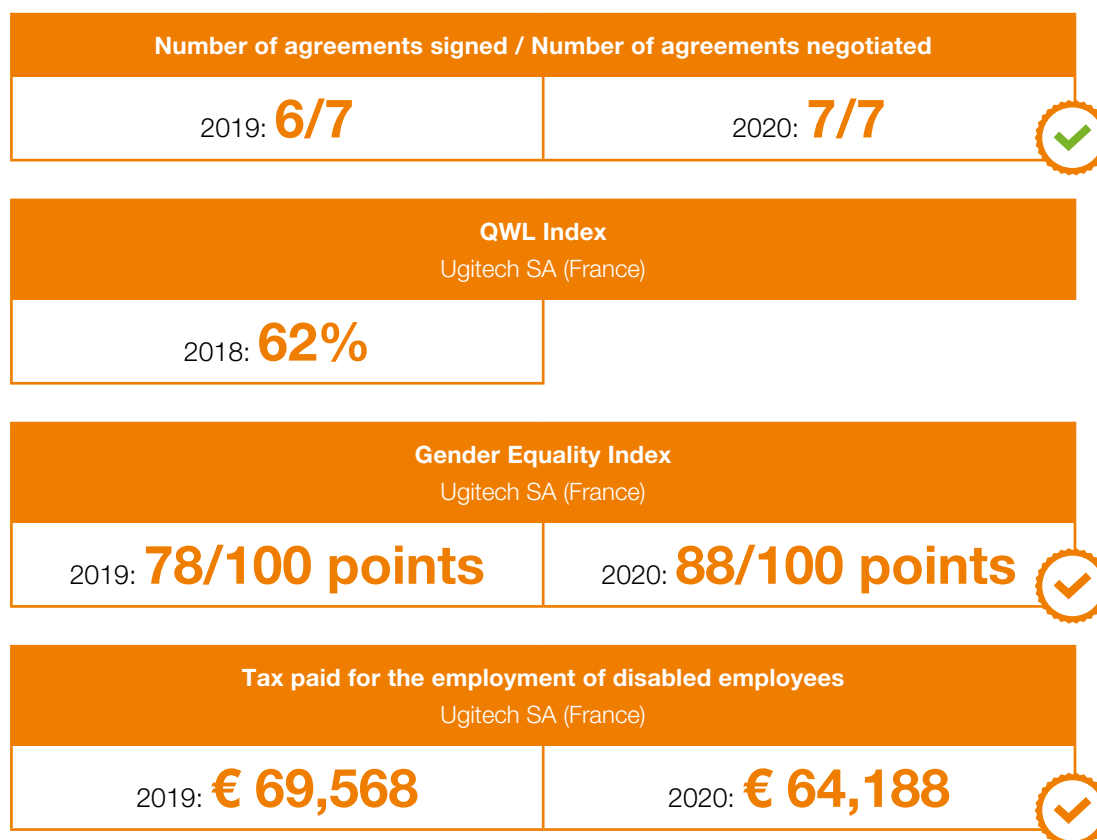 Number of agreements signed / Number of agreements negotiated
2019: 6/7
2020: 7/7
QWL Index
Ugitech SA (France)
2018: 62%
Gender Equality Index
Ugitech SA (France)
2019: 78/100 points
2020: 88/100 points
Tax paid for the employment of disabled employees
Ugitech SA (France)
2019: € 69,568
2020: € 64,188